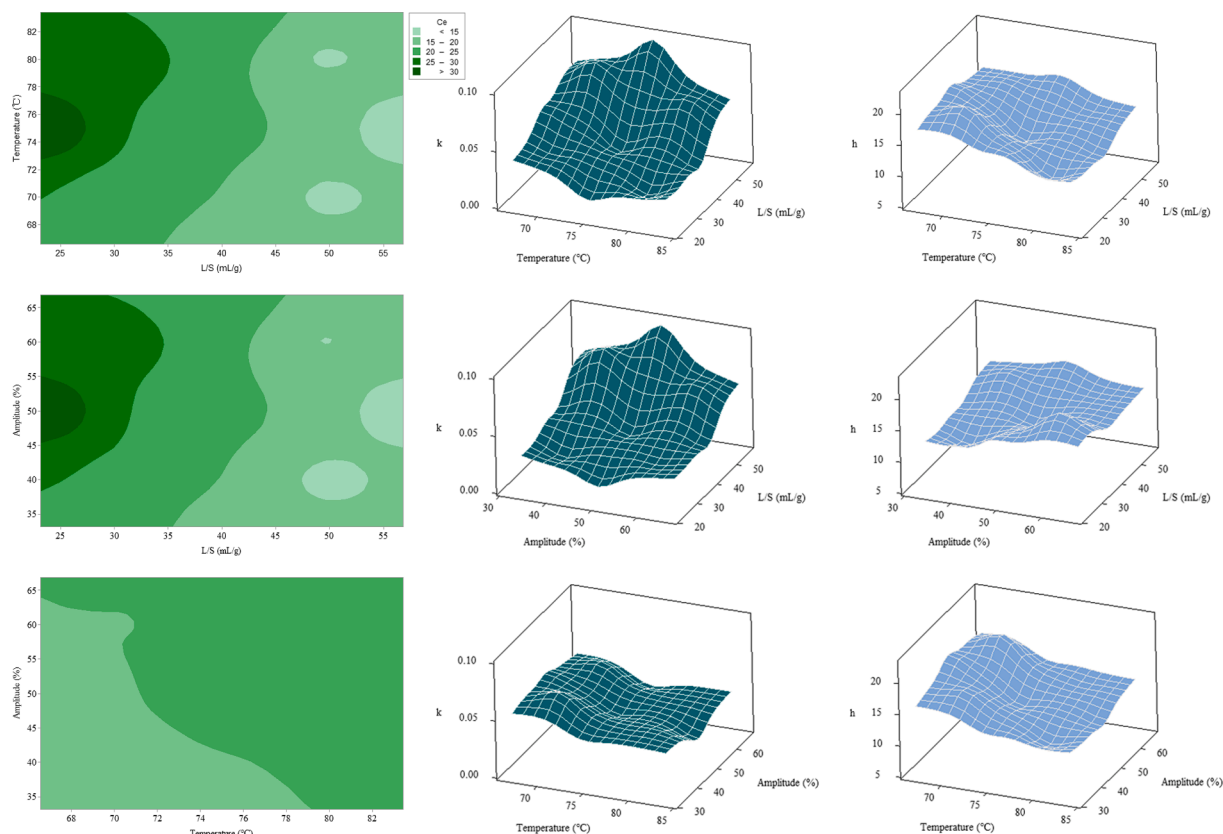 Ce
< 15
15 – 20
20 – 25
25 – 30
> 30
Temperature (℃)
82
80
78
76
74
72
70
68
25 30 35 40 45 50 55
L/S (mL/g)
k
0.10
0.05
0.00
70 75 80 85
Temperature (℃)
20 30 40 50
L/S (mL/g)
h
20
15
10
5
70 75 80 85
Temperature (℃)
20 30 40 50
L/S (mL/g)
Amplitude (%)
65
60
55
50
45
40
35
25 30 35 40 45 50 55
L/S (mL/g)
k
0.10
0.05
0.00
30 40 50 60
Amplitude (%)
20 30 40 50
L/S (mL/g)
h
20
15
10
5
30 40 50 60
Amplitude (%)
20 30 40 50
L/S (mL/g)
Amplitude (%)
65
60
55
50
45
40
35
68 70 72 74 76 78 80 82
Temperature (℃)
k
0.10
0.05
0.00
70 75 80 85
Temperature (℃)
30 40 50 60
Amplitude (%)
h
20
15
10
5
70 75 80 85
Temperature (℃)
30 40 50 60
Amplitude (%)